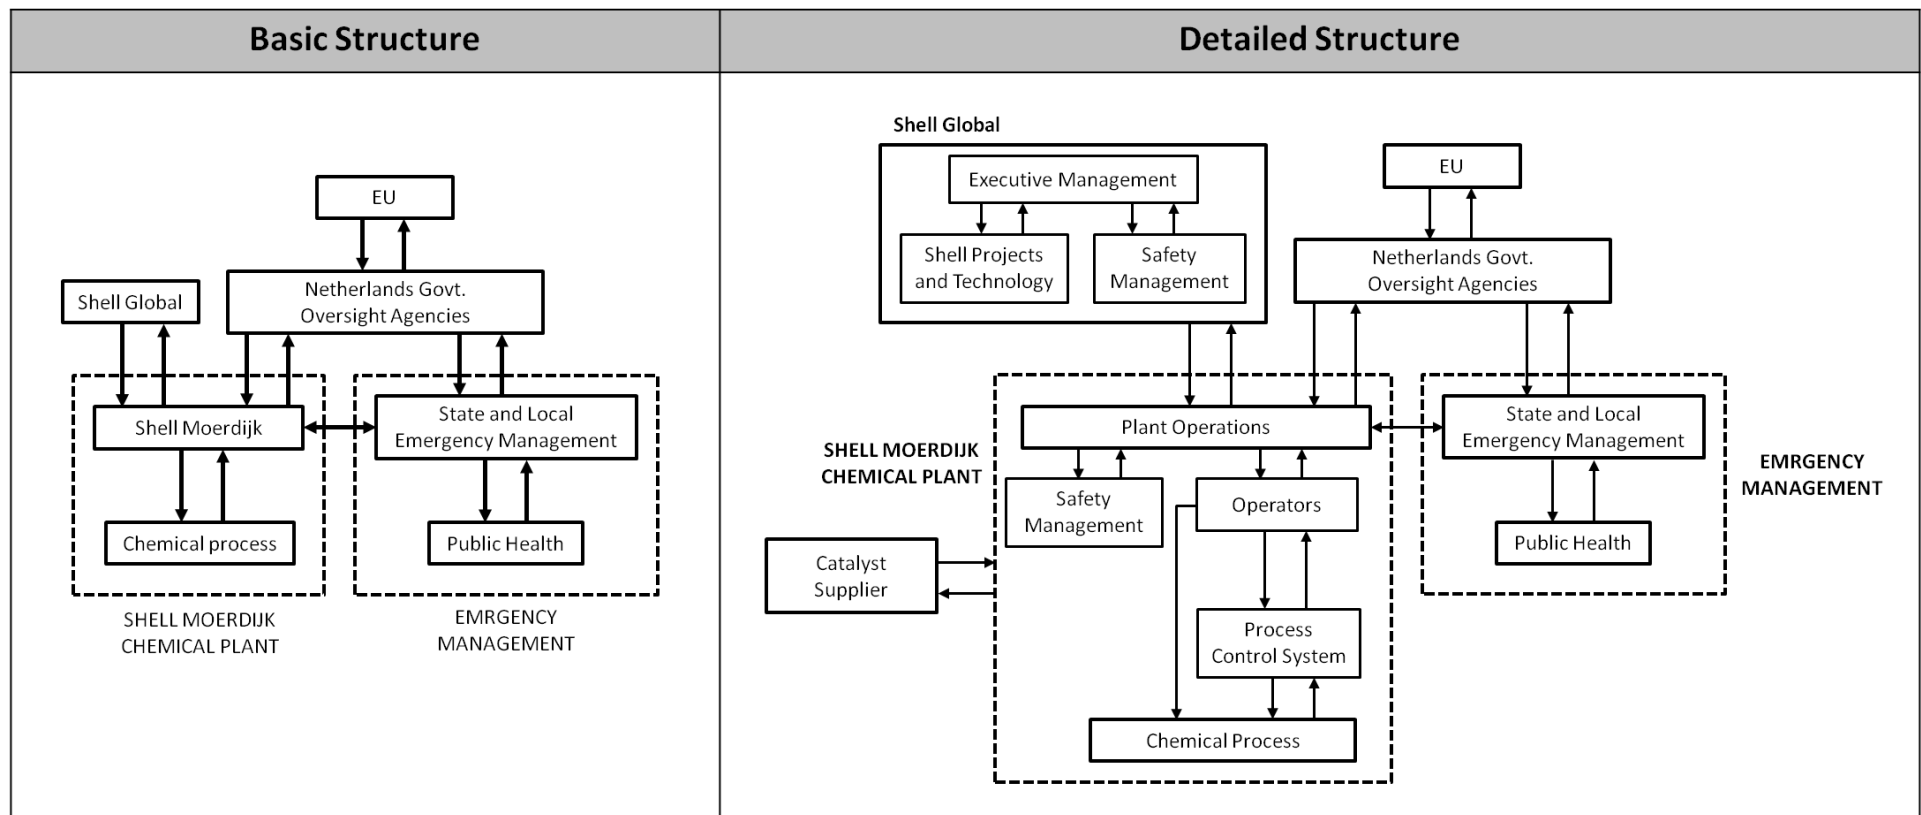 Basic Structure
Detailed Structure
EU
Netherlands Govt.
Oversight Agencies
Shell Global
Shell Moerdijk
State and Local
Emergency Management
Chemical process
Public Health
SHELL MOERDIJK
CHEMICAL PLANT
EMRGENCY
MANAGEMENT
Shell Global
Executive Management
Shell Projects
and Technology
Safety
Management
EU
Netherlands Govt.
Oversight Agencies
SHELL MOERDIJK
CHEMICAL PLANT
Plant Operations
Safety
Management
Operators
Catalyst
Supplier
Process
Control System
Chemical Process
State and Local
Emergency Management
Public Health
EMRGENCY
MANAGEMENT